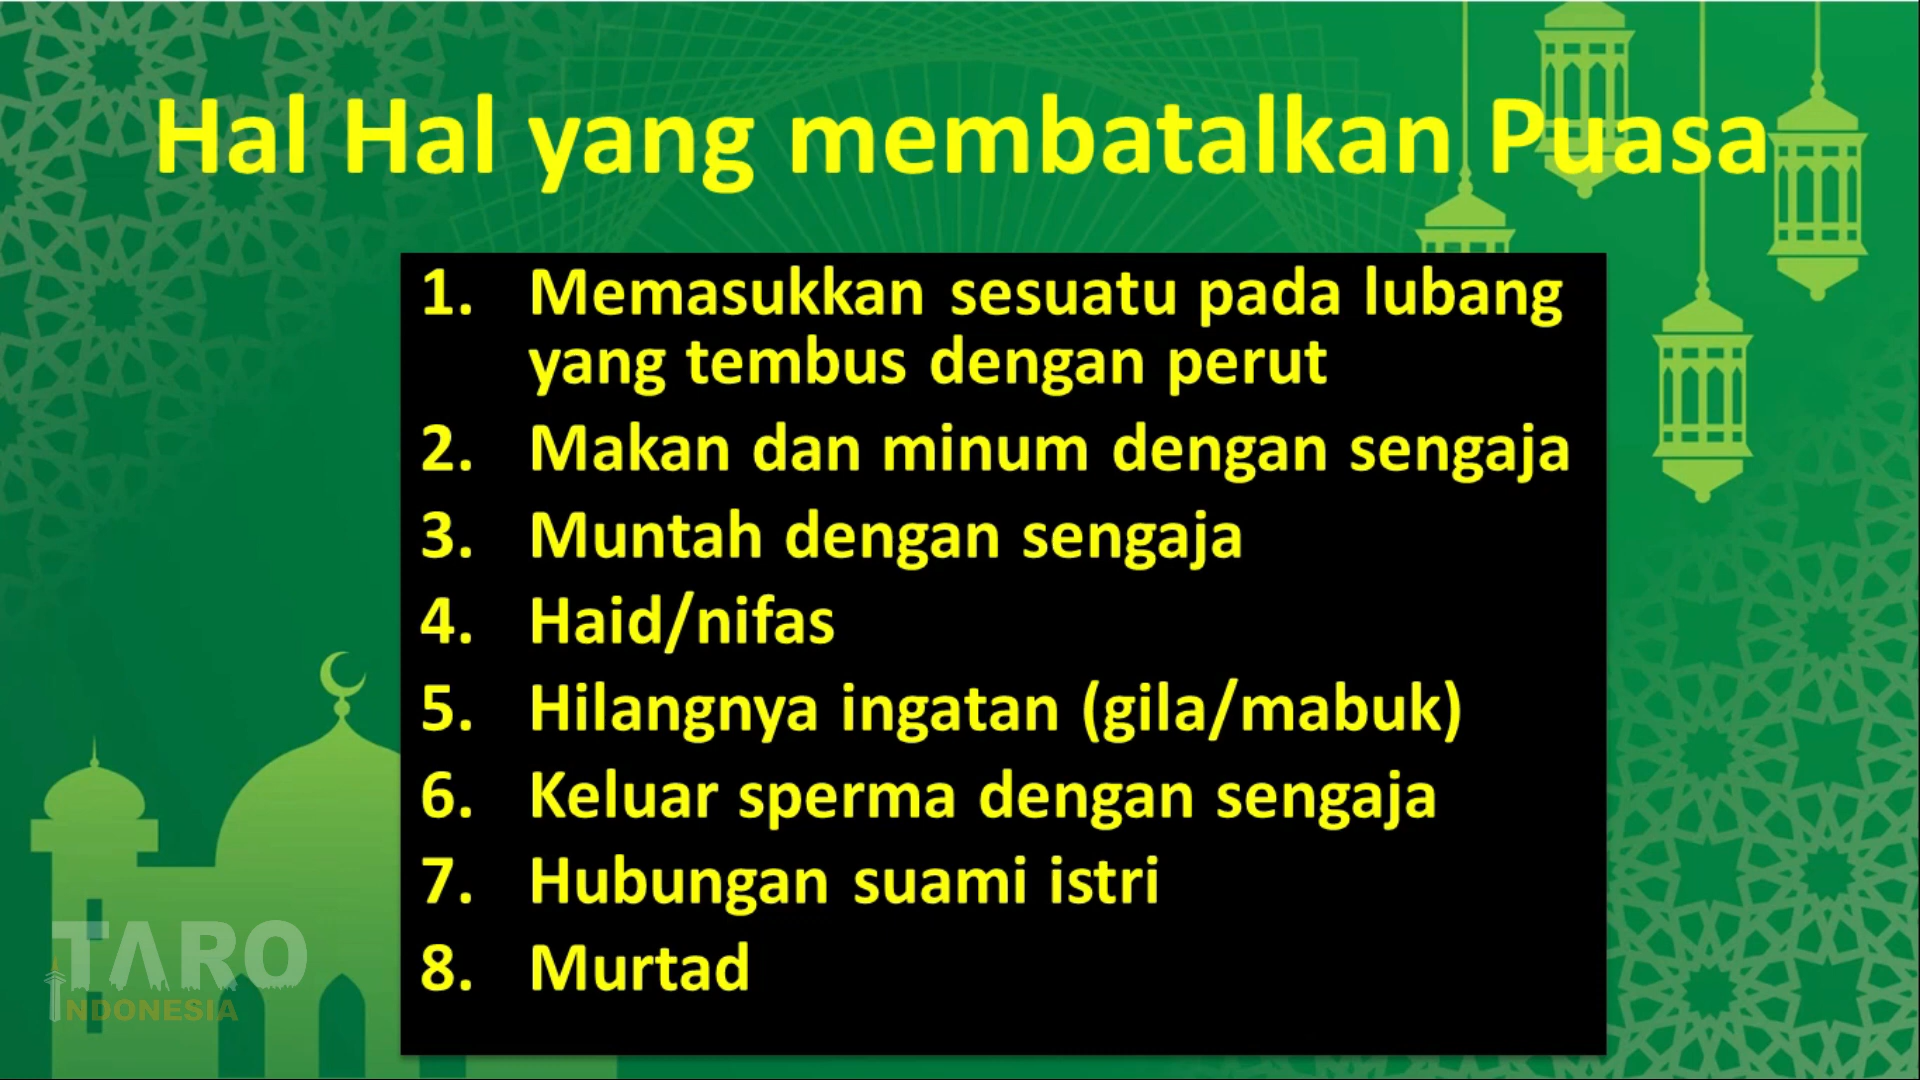 Hal Hal yang membatalkan Puasa
1. Memasukkan sesuatu pada lubang
yang tembus dengan perut
2. Makan dan minum dengan sengaja
3. Muntah dengan sengaja
4. Haid/nifas
5. Hilangnya ingatan (gila/mabuk)
6. Keluar sperma dengan sengaja
7. Hubungan suami istri
8. Murtad
TARO
INDONESIA